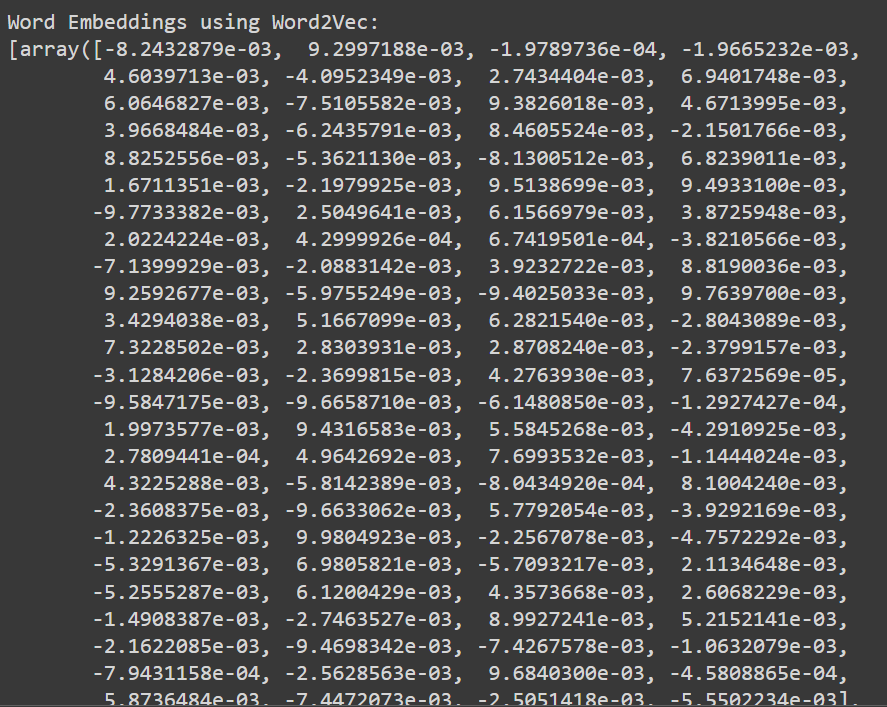 Word Embeddings using Word2Vec:
[array([-8.2432879e-03,  9.2997188e-03, -1.9789736e-04, -1.9665232e-03,
4.6039713e-03, -4.0952349e-03,  2.7434404e-03,  6.9401748e-03,
6.0646827e-03, -7.5105582e-03,  9.3826018e-03,  4.6713995e-03,
3.9668484e-03, -6.2435791e-03,  8.4605524e-03, -2.1501766e-03,
8.8252556e-03, -5.3621130e-03, -8.1300512e-03,  6.8239011e-03,
1.6711351e-03, -2.1979925e-03,  9.5138699e-03,  9.4933100e-03,
-9.7733382e-03,  2.5049641e-03,  6.1566979e-03,  3.8725948e-03,
2.0224224e-03,  4.2999926e-04,  6.7419501e-04, -3.8210566e-03,
-7.1399929e-03, -2.0883142e-03,  3.9232722e-03,  8.8190036e-03,
9.2592677e-03, -5.9755249e-03, -9.4025033e-03,  9.7639700e-03,
3.4294038e-03,  5.1667099e-03,  6.2821540e-03, -2.8043089e-03,
7.3228502e-03,  2.8303931e-03,  2.8708240e-03, -2.3799157e-03,
-3.1284206e-03, -2.3699815e-03,  4.2763930e-03,  7.6372569e-05,
-9.5847175e-03, -9.6658710e-03, -6.1480850e-03, -1.2927427e-04,
1.9973577e-03,  9.4316583e-03,  5.5845268e-03, -4.2910925e-03,
2.7809441e-04,  4.9642692e-03,  7.6993532e-03, -1.1444024e-03,
4.3225288e-03, -5.8142389e-03, -8.0434920e-04,  8.1004240e-03,
-2.3608375e-03, -9.6633062e-03,  5.7792054e-03, -3.9292169e-03,
-1.2226325e-03,  9.9804923e-03, -2.2567078e-03, -4.7572292e-03,
-5.3291367e-03,  6.9805821e-03, -5.7093217e-03,  2.1134648e-03,
-5.2555287e-03,  6.1200429e-03,  4.3573668e-03,  2.6068229e-03,
-1.4908387e-03, -2.7463527e-03,  8.9927241e-03,  5.2152141e-03,
-2.1622085e-03, -9.4698342e-03, -7.4267578e-03, -1.0632079e-03,
-7.9431158e-04, -2.5628563e-03,  9.6840300e-03, -4.5808865e-04,
5.8736484e-03, -7.4472073e-03, -2.5051418e-03, -5.5502234e-03],